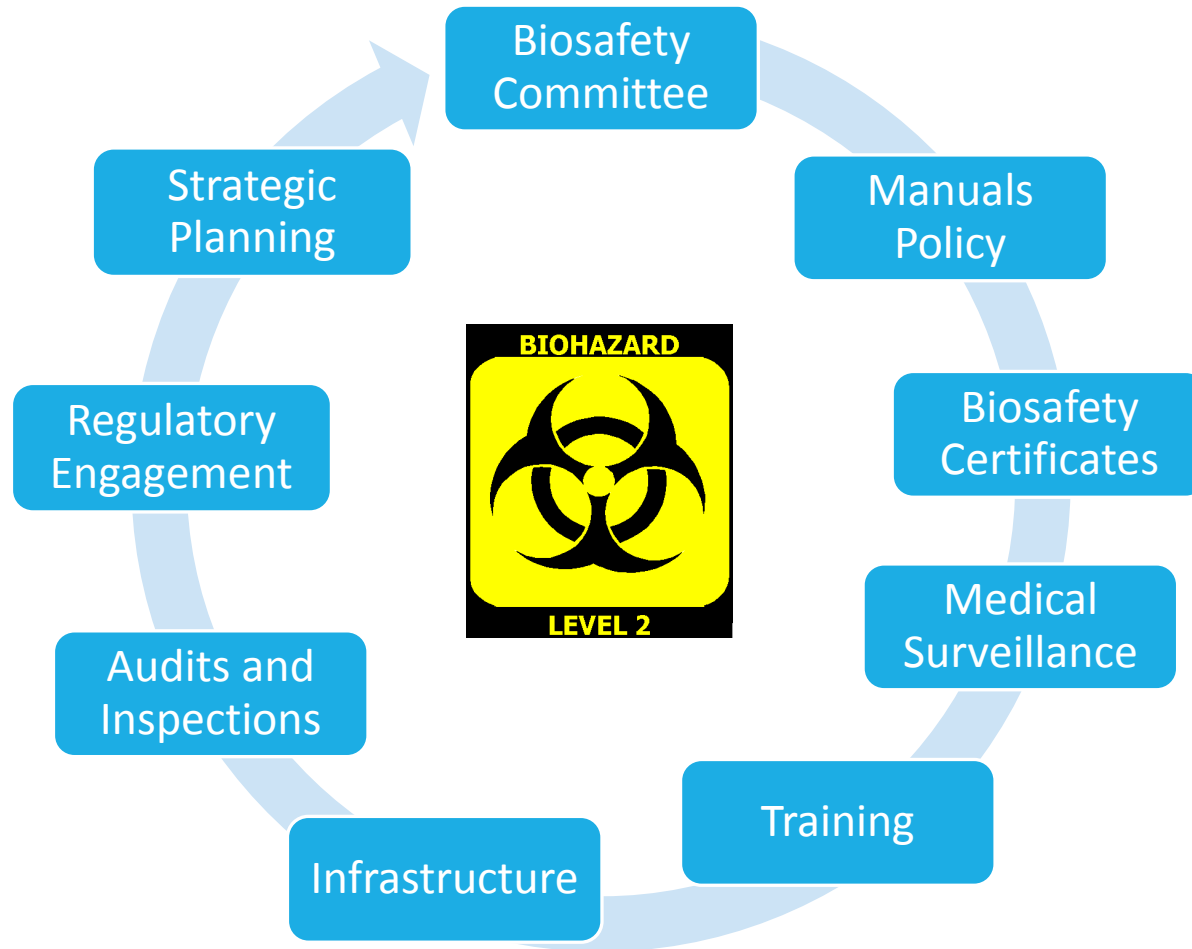 Biosafety
Committee
Manuals
Policy
Biosafety
Certificates
Medical
Surveillance
Training
Infrastructure
Audits and
Inspections
Regulatory
Engagement
Strategic
Planning
BIOHAZARD
LEVEL 2